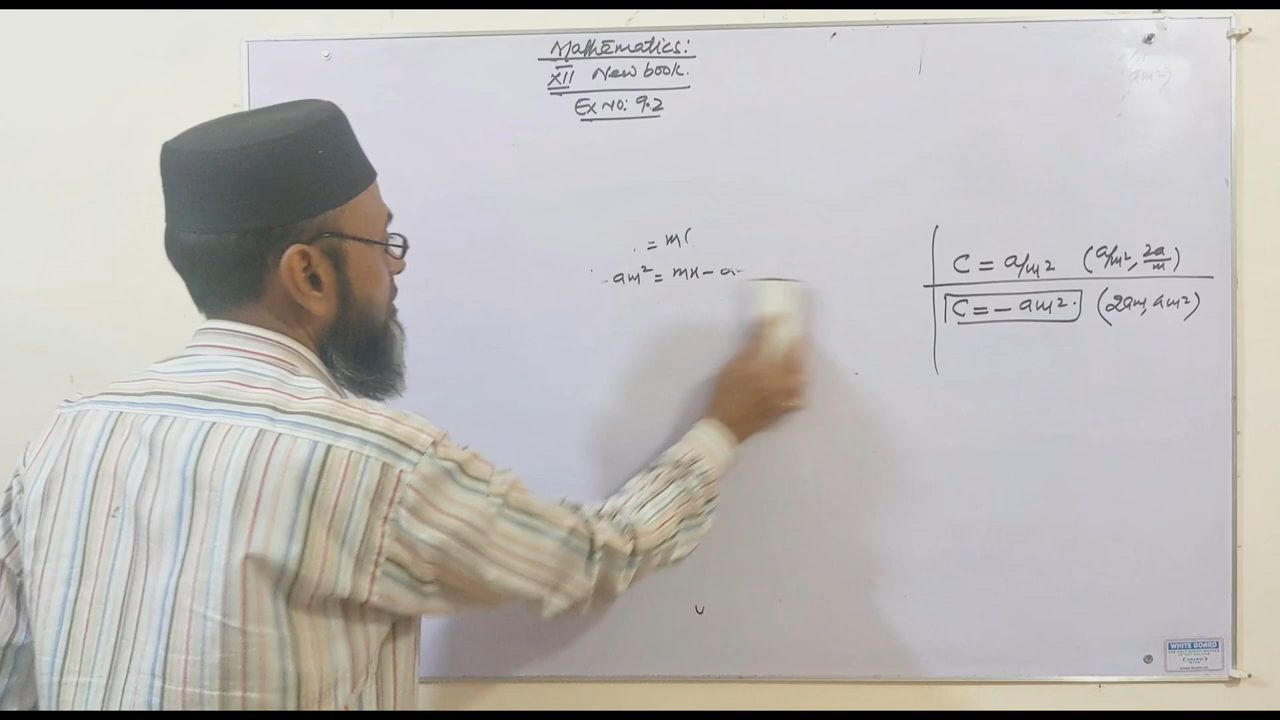 Mathematics:
XII New book.
Ex No: 9.2
= m(
am² = mx - a
C = a/m² (a/m², 2a/m)
C = - am². (2am, am²)
WHITE BOARD